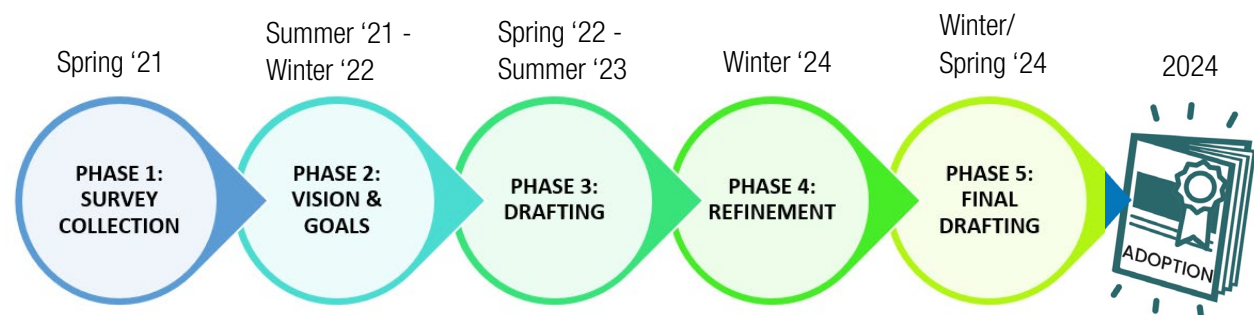 Spring ‘21
Summer ‘21 -
Winter ‘22
Spring ‘22 -
Summer ‘23
Winter ‘24
Winter/
Spring ‘24
2024
PHASE 1:
SURVEY
COLLECTION
PHASE 2:
VISION &
GOALS
PHASE 3:
DRAFTING
PHASE 4:
REFINEMENT
PHASE 5:
FINAL
DRAFTING
ADOPTION